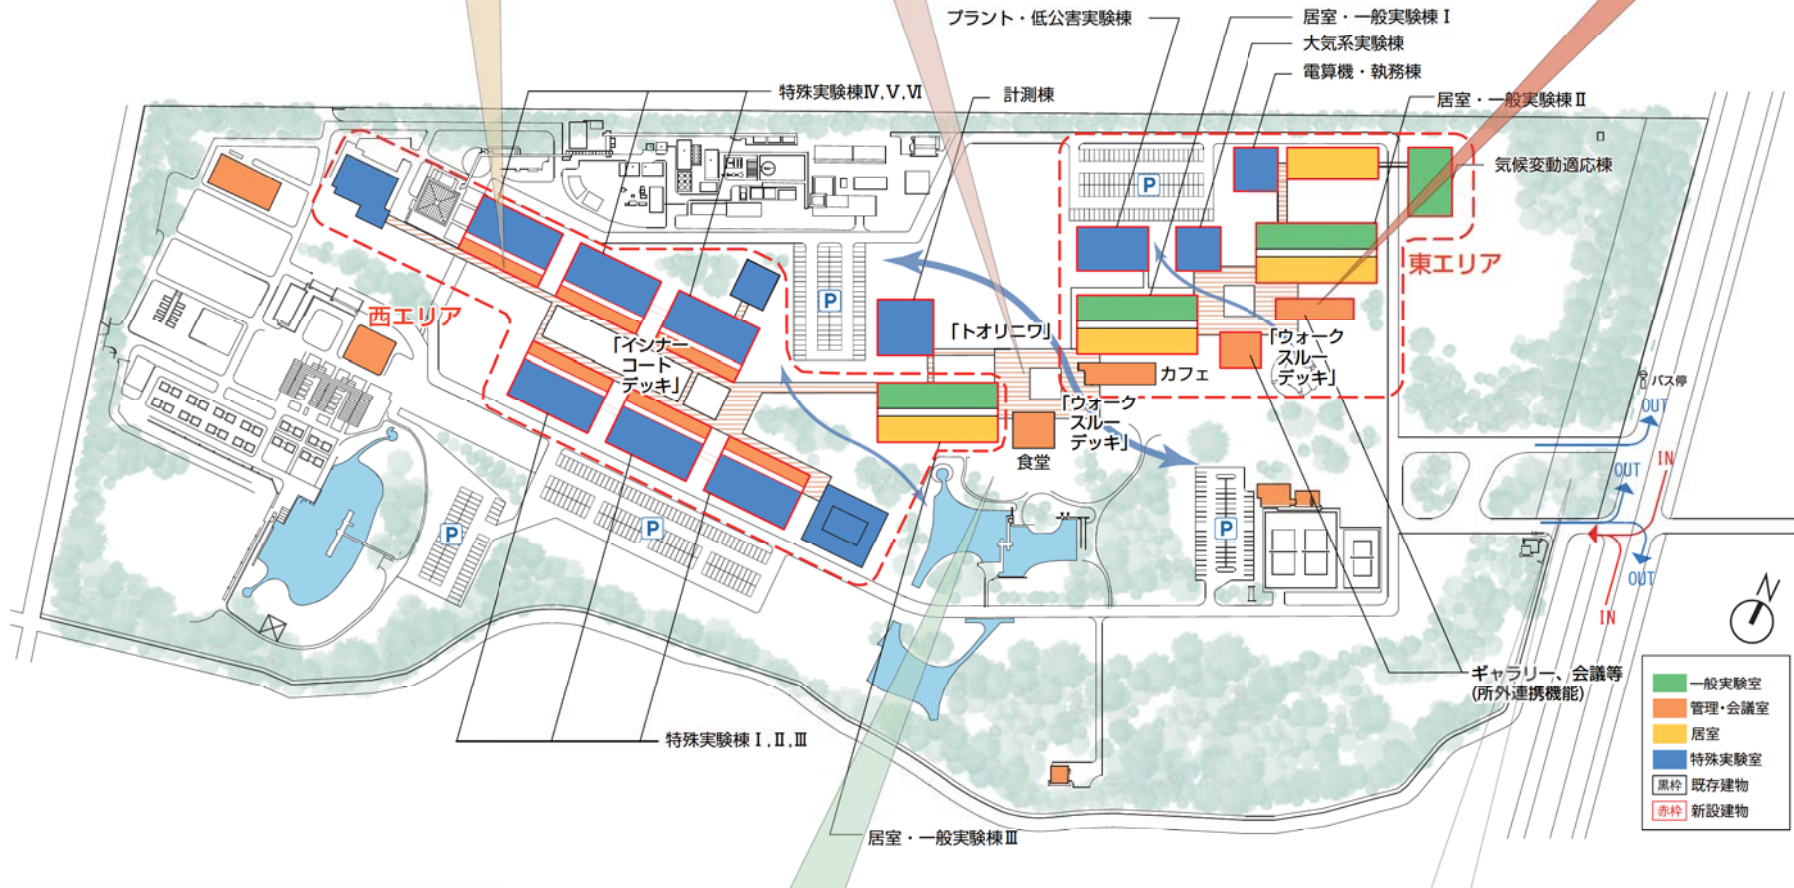 プラント・低公害実験棟
居室・一般実験棟Ⅰ
大気系実験棟
電算機・執務棟
特殊実験棟Ⅳ,Ⅴ,Ⅵ
計測棟
居室・一般実験棟Ⅱ
気候変動適応棟
P
東エリア
P
西エリア
「インナー
コート
デッキ」
「トオリニワ」
「ウォーク
スルー
デッキ」
カフェ
バス停
OUT
「ウォーク
スルー
デッキ」
食堂
OUT
IN
P
P
P
OUT
IN
N
ギャラリー、会議等
(所外連携機能)
特殊実験棟Ⅰ,Ⅱ,Ⅲ
居室・一般実験棟Ⅲ
一般実験室
管理・会議室
居室
特殊実験室
黒枠 既存建物
赤枠 新設建物